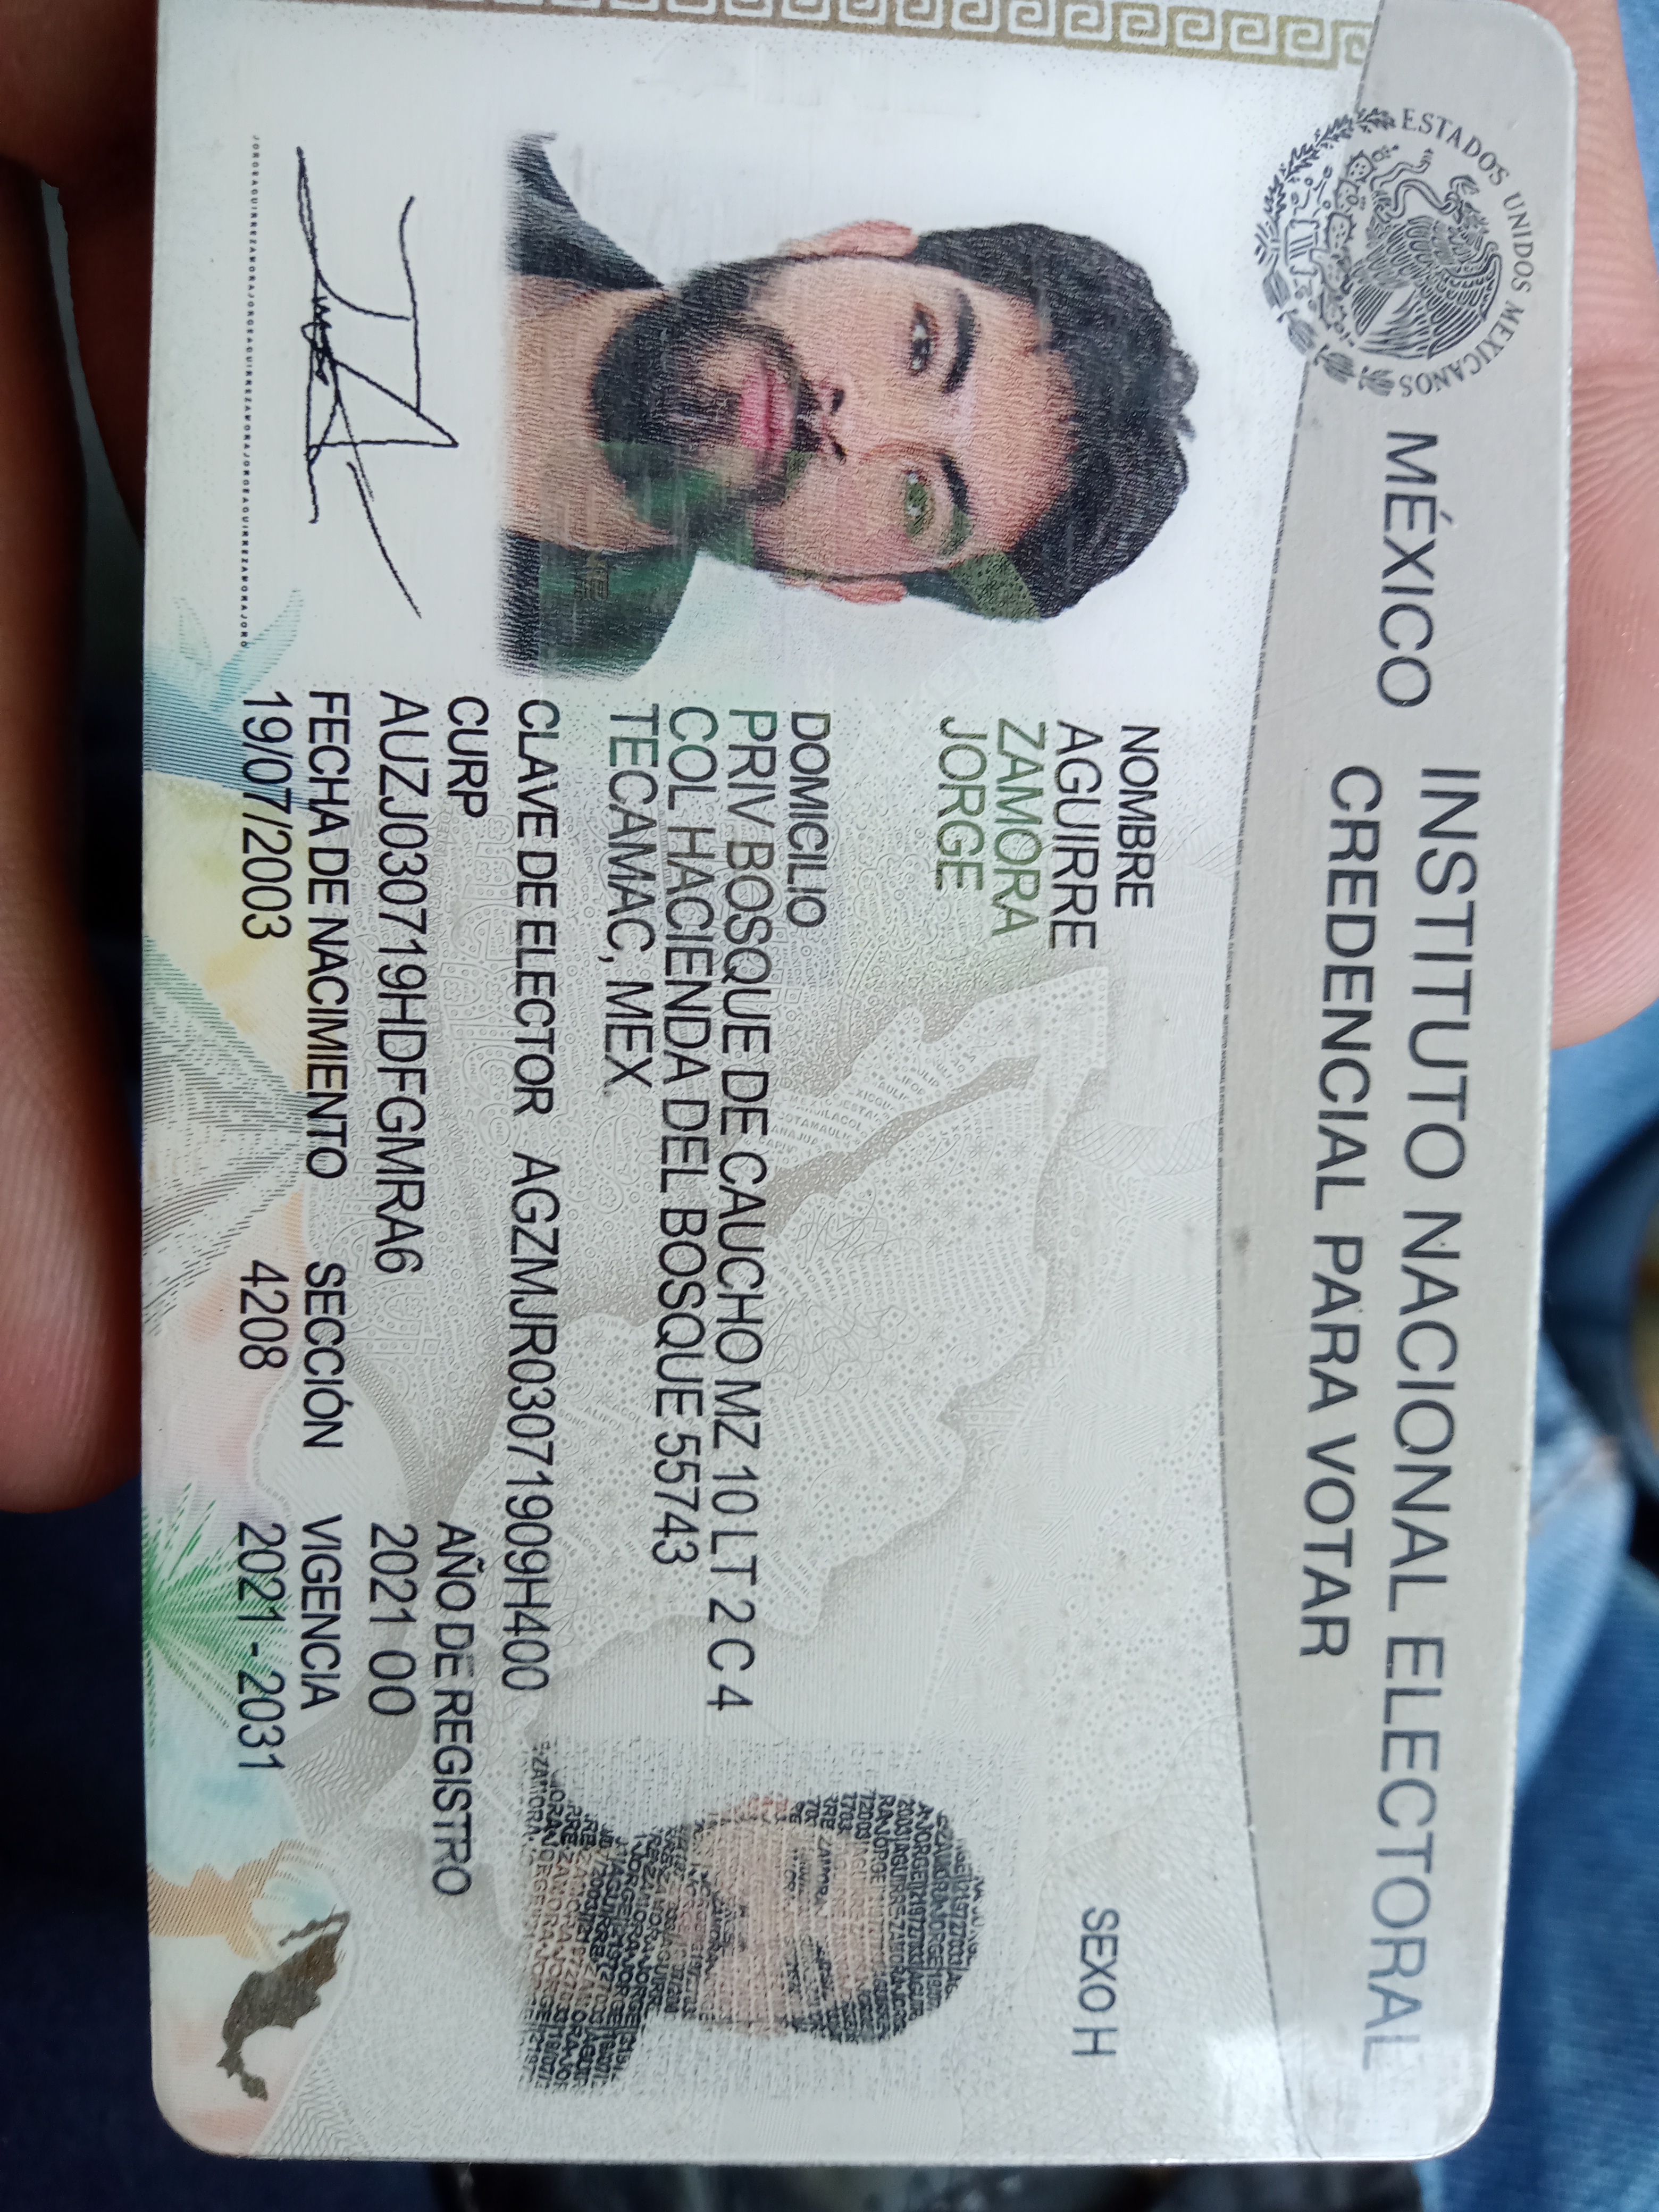 ESTADOS UNIDOS MEXICANOS
MÉXICO INSTITUTO NACIONAL ELECTORAL
CREDENCIAL PARA VOTAR
NOMBRE
AGUIRRE
ZAMORA
JORGE
SEXO H
DOMICILIO
PRIV BOSQUE DE CAUCHO MZ 10 LT 2 C 4
COL HACIENDA DEL BOSQUE 55743
TECAMAC, MEX.
CLAVE DE ELECTOR AGZMJR03071909H400
CURP
AUZJ030719HDFGMRA6
AÑO DE REGISTRO
2021 00
FECHA DE NACIMIENTO
19/07/2003
SECCIÓN
4208
VIGENCIA
2021 - 2031